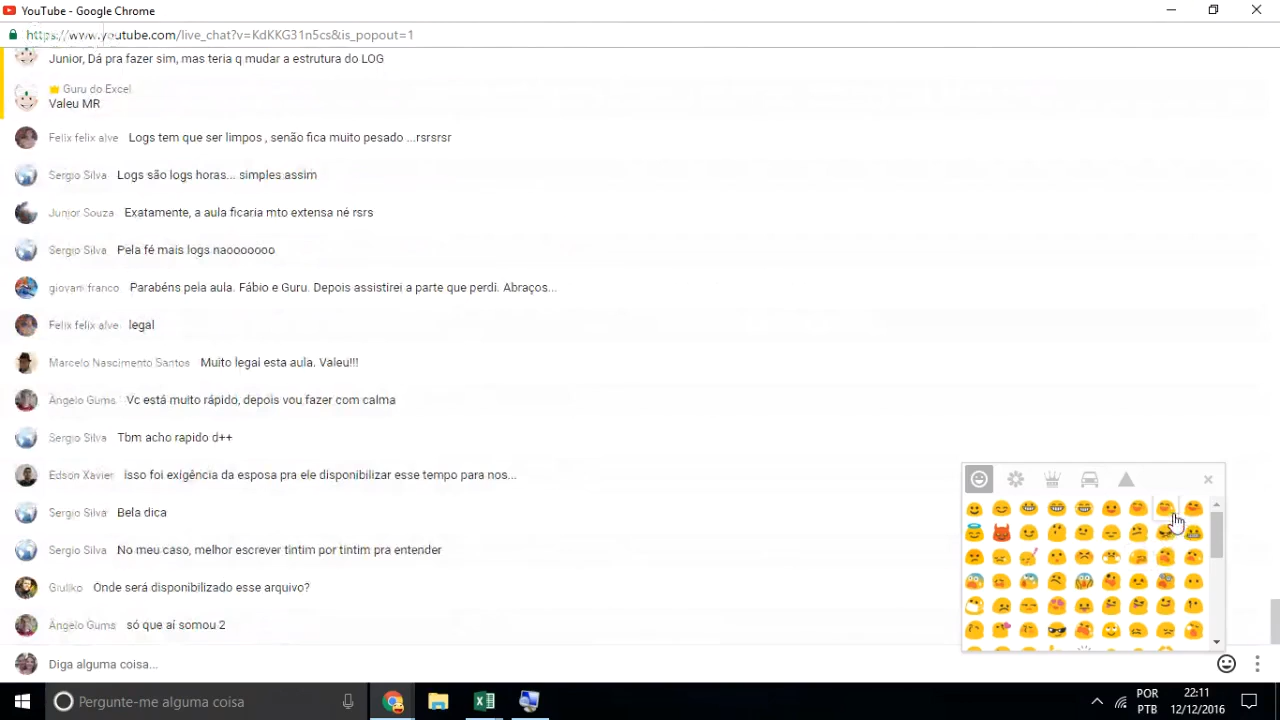 YouTube - Google Chrome
https://www.youtube.com/live_chat?v=KdKKG31n5cs&is_popout=1
Junior, Dá pra fazer sim, mas teria q mudar a estrutura do LOG
Guru do Excel
Valeu MR
Felix felix alve Logs tem que ser limpos , senão fica muito pesado ...rsrsrsr
Sergio Silva Logs são logs horas... simples assim
Junior Souza Exatamente, a aula ficaria mto extensa né rsrs
Sergio Silva Pela fé mais logs naooooooo
giovani franco Parabéns pela aula. Fábio e Guru. Depois assistirei a parte que perdi. Abraços...
Felix felix alve legal
Marcelo Nascimento Santos Muito legal esta aula. Valeu!!!
Ângelo Gums Vc está muito rápido, depois vou fazer com calma
Sergio Silva Tbm acho rapido d++
Edson Xavier isso foi exigência da esposa pra ele disponibilizar esse tempo para nos...
Sergio Silva Bela dica
Sergio Silva No meu caso, melhor escrever tintim por tintim pra entender
Giuliko Onde será disponibilizado esse arquivo?
Ângelo Gums só que aí somou 2
Diga alguma coisa...
Pergunte-me alguma coisa
POR 22:11
PTB 12/12/2016